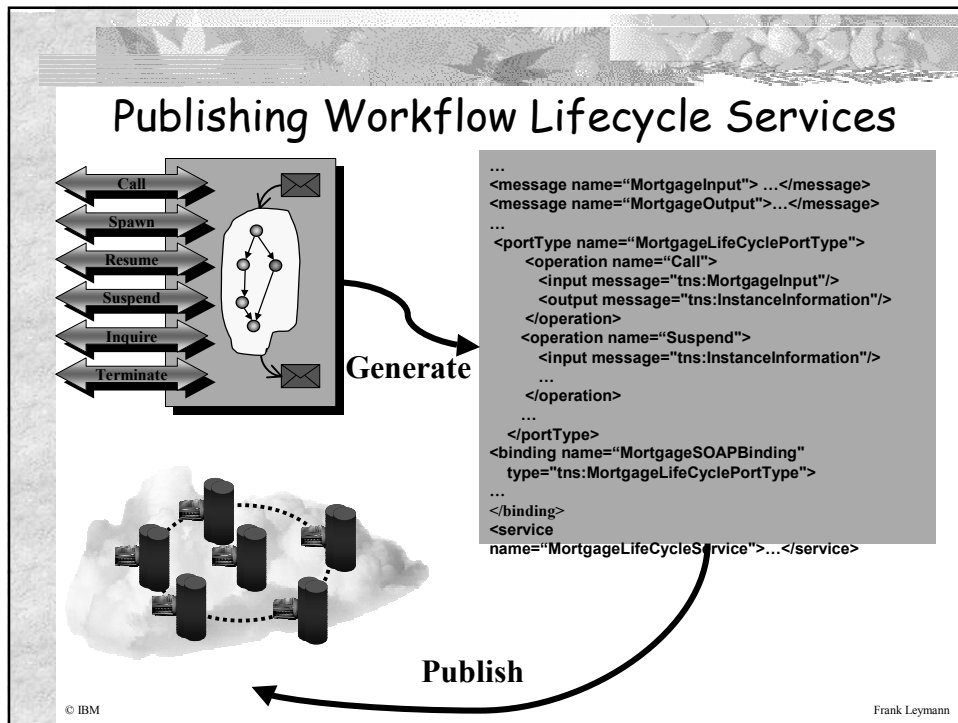 Publishing Workflow Lifecycle Services
Call
Spawn
Resume
Suspend
Inquire
Terminate
Generate
…
<message name=“MortgageInput"> …</message>
<message name=“MortgageOutput">…</message>
…
<portType name=“MortgageLifeCyclePortType">
<operation name=“Call">
<input message="tns:MortgageInput"/>
<output message="tns:InstanceInformation"/>
</operation>
<operation name=“Suspend">
<input message="tns:InstanceInformation"/>
…
</operation>
…
</portType>
<binding name=“MortgageSOAPBinding"
type="tns:MortgageLifeCyclePortType">
…
</binding>
<service
name=“MortgageLifeCycleService">…</service>
Publish
© IBM
Frank Leymann